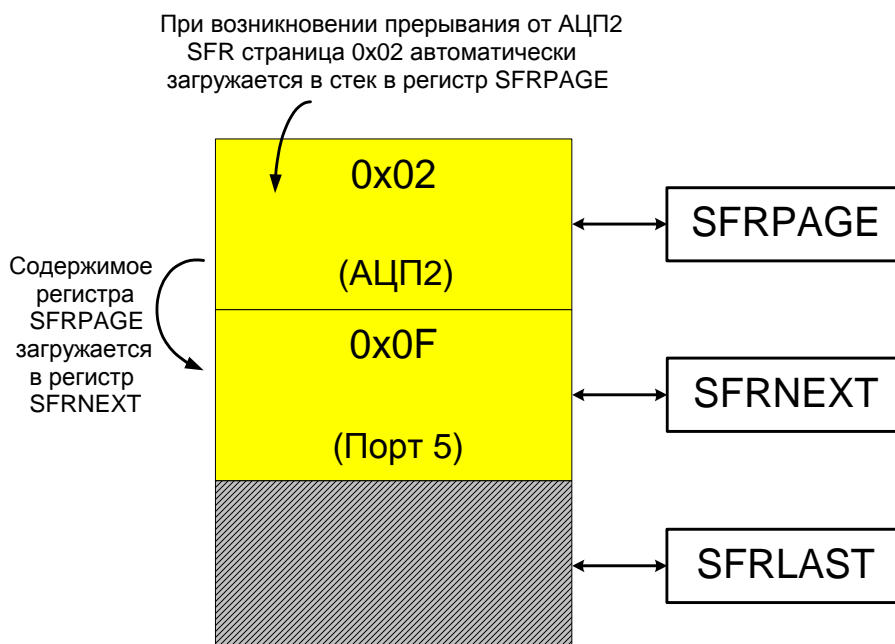 При возникновении прерывания от АЦП2
SFR страница 0x02 автоматически
загружается в стек в регистр SFRPAGE
0x02
(АЦП2)
SFRPAGE
Содержимое
регистра
SFRPAGE
загружается
в регистр
SFRNEXT
0x0F
(Порт 5)
SFRNEXT
SFRLAST